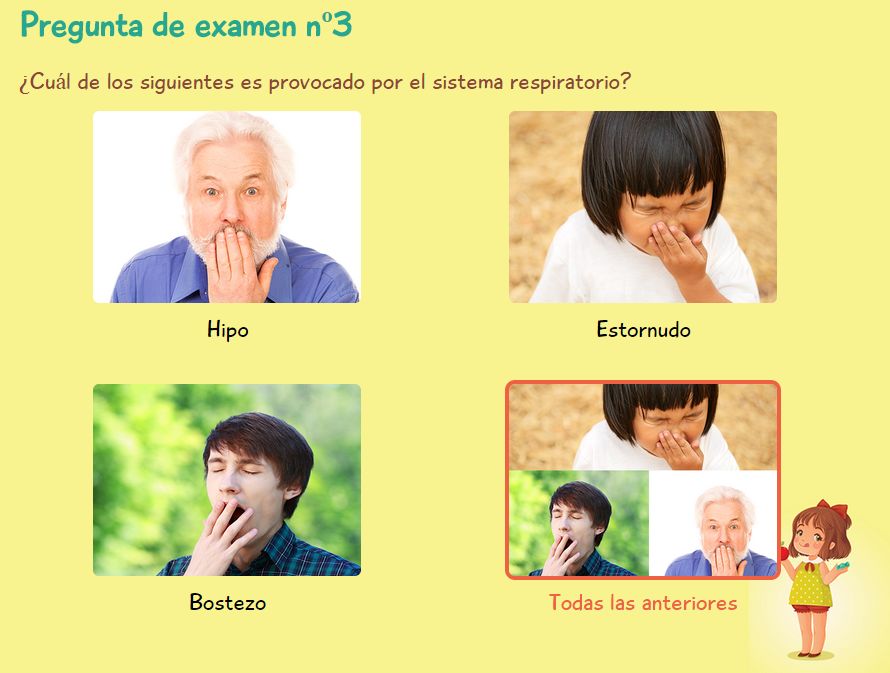 Pregunta de examen nº3
¿Cuál de los siguientes es provocado por el sistema respiratorio?
Hipo
Estornudo
Bostezo
Todas las anteriores